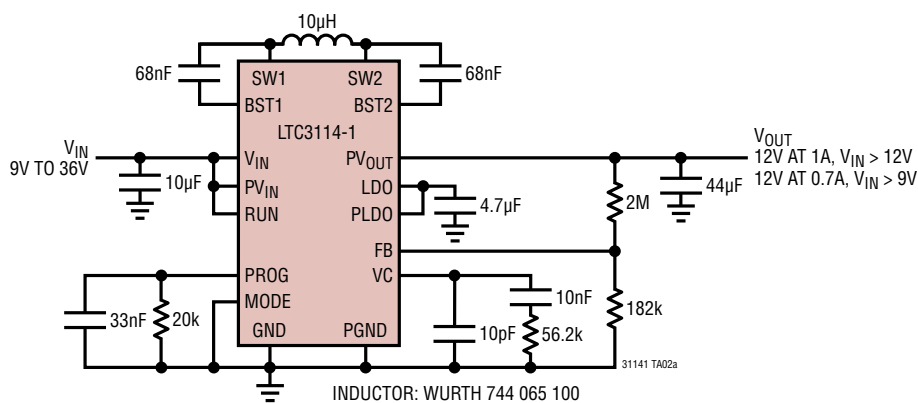 10µH
68nF
68nF
SW1
SW2
BST1
BST2
LTC3114-1
VIN
9V TO 36V
VIN
PVOUT
VOUT
12V AT 1A, VIN > 12V
12V AT 0.7A, VIN > 9V
10µF
PVIN
LDO
44µF
RUN
PLDO
4.7µF
2M
FB
PROG
VC
MODE
10nF
33nF
20k
182k
GND
PGND
10pF
56.2k
31141 TA02a
INDUCTOR: WURTH 744 065 100